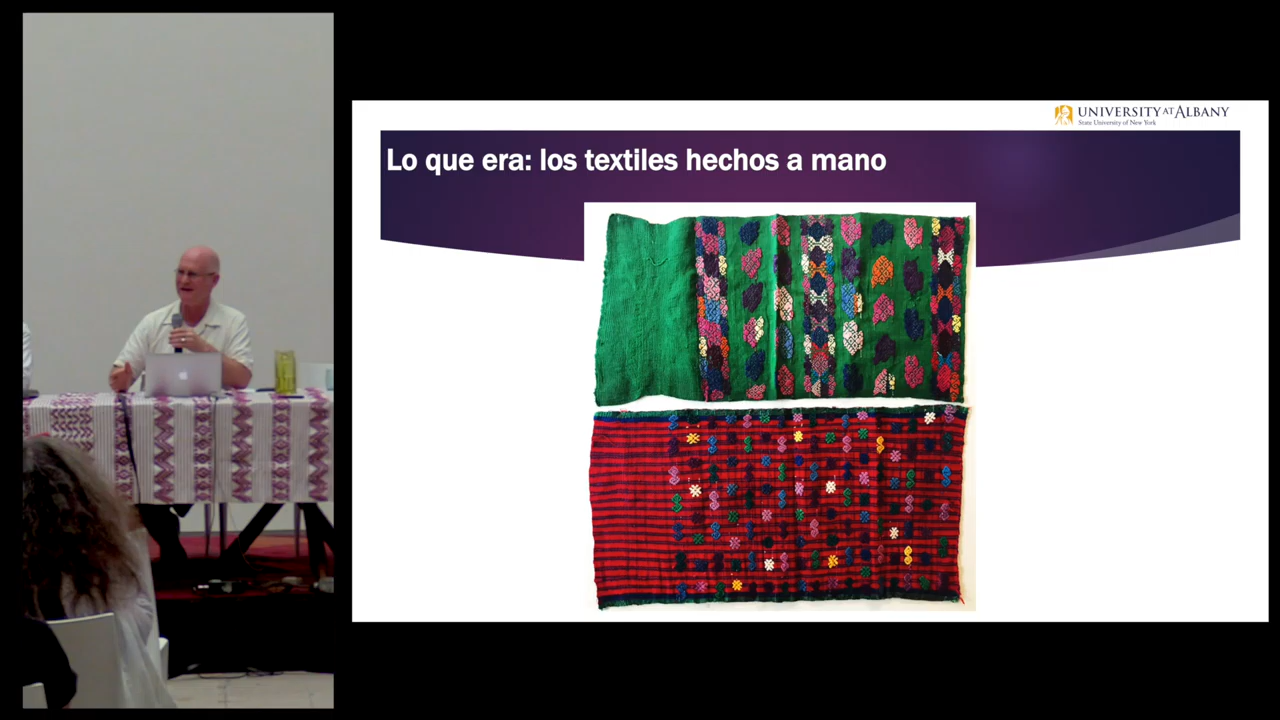 UNIVERSITY AT ALBANY
State University of New York
Lo que era: los textiles hechos a mano